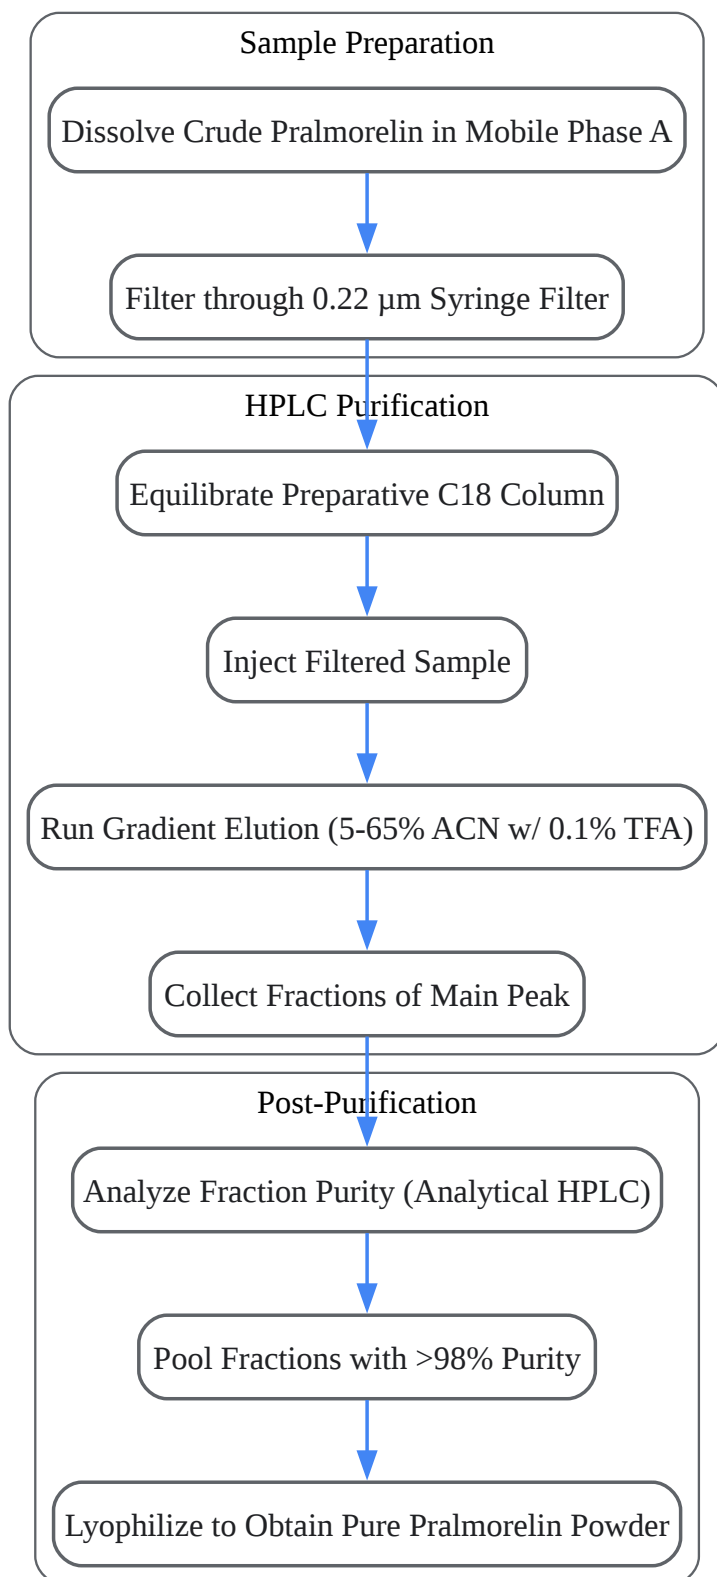 Sample Preparation
Dissolve Crude Pralmorelin in Mobile Phase A
Filter through 0.22 µm Syringe Filter
HPLC Purification
Equilibrate Preparative C18 Column
Inject Filtered Sample
Run Gradient Elution (5-65% ACN w/ 0.1% TFA)
Collect Fractions of Main Peak
Post-Purification
Analyze Fraction Purity (Analytical HPLC)
Pool Fractions with >98% Purity
Lyophilize to Obtain Pure Pralmorelin Powder